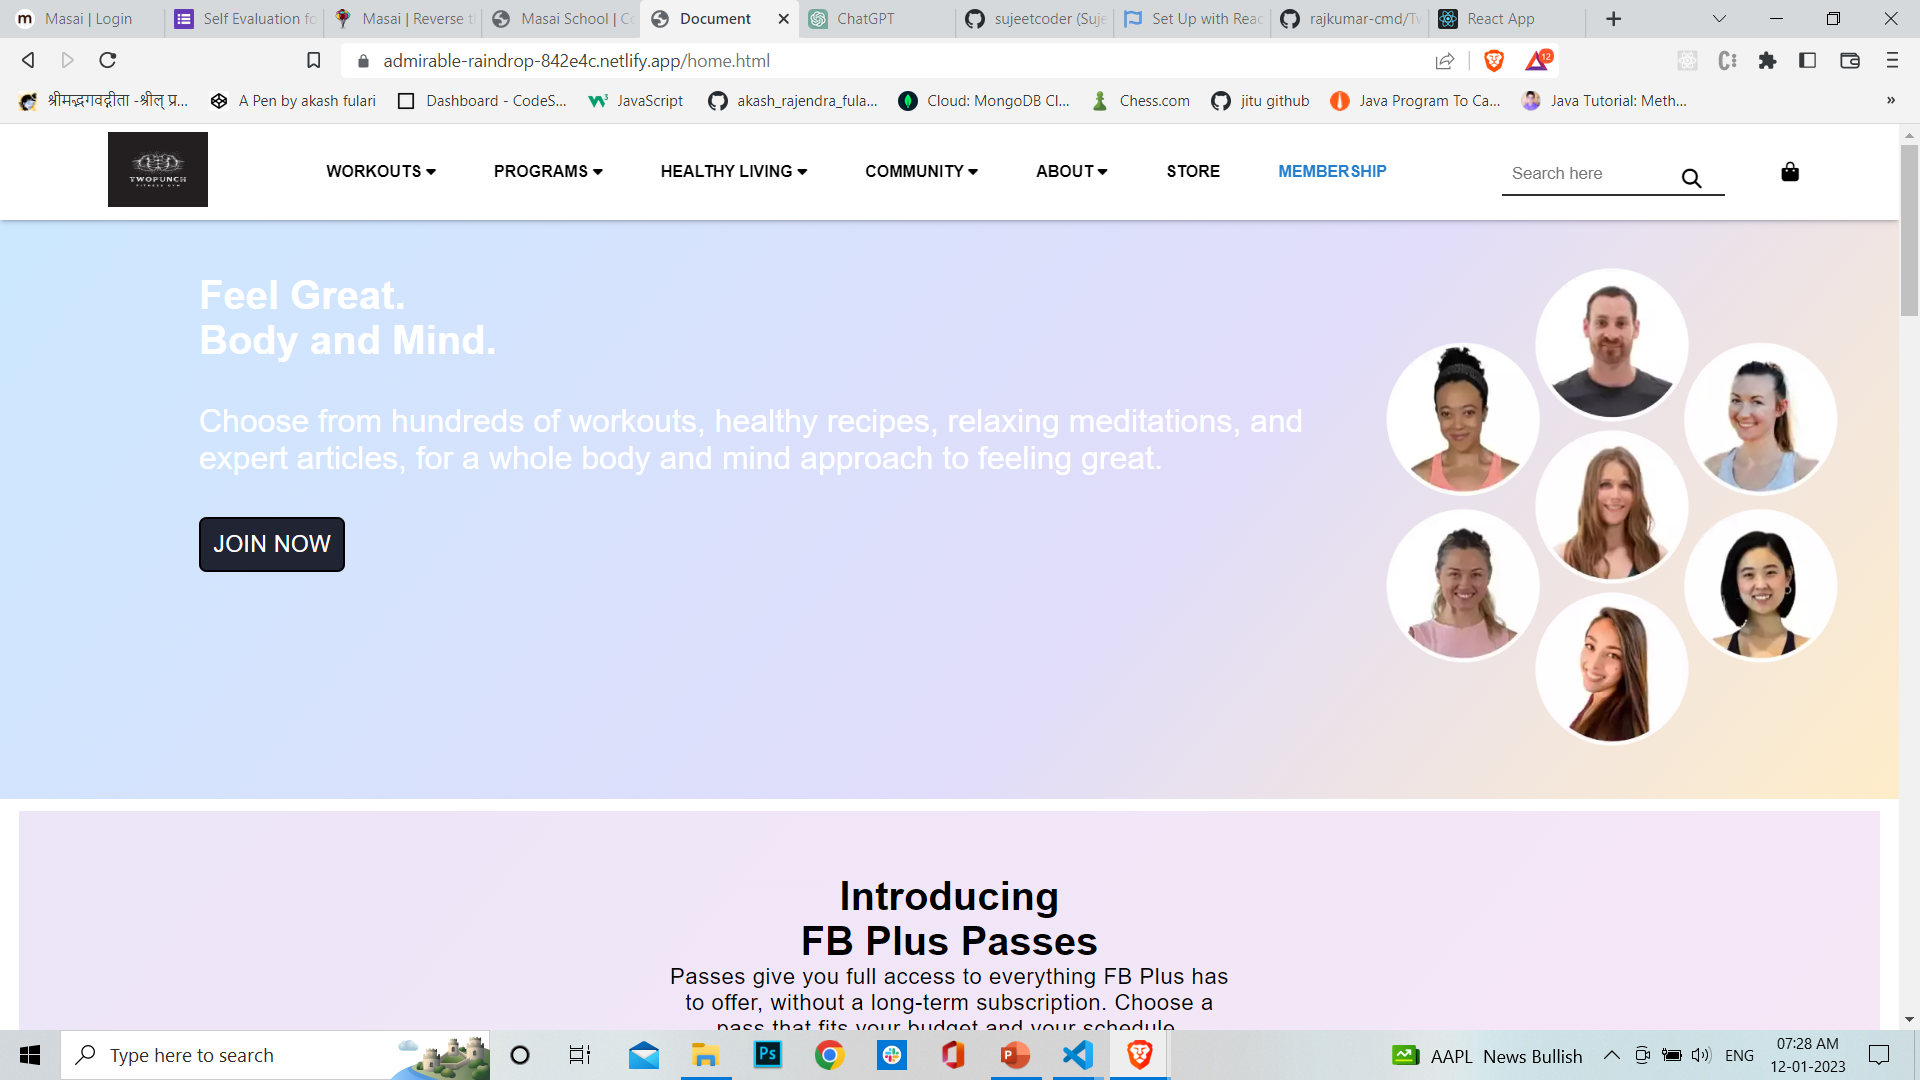 Masai | Login
Self Evaluation fo
Masai | Reverse t
Masai School | Co
Document
ChatGPT
sujeetcoder (Suje
Set Up with Reac
rajkumar-cmd/Tw
React App
admirable-raindrop-842e4c.netlify.app/home.html
12
श्रीमद्भगवद्गीता -श्रील् प्र...
A Pen by akash fulari
Dashboard - CodeS...
JavaScript
akash_rajendra_fula...
Cloud: MongoDB Cl...
Chess.com
jitu github
Java Program To Ca...
Java Tutorial: Meth...
»
TWOPUNCH
FITNESS GYM
WORKOUTS
PROGRAMS
HEALTHY LIVING
COMMUNITY
ABOUT
STORE
MEMBERSHIP
Search here
Feel Great.
Body and Mind.
Choose from hundreds of workouts, healthy recipes, relaxing meditations, and
expert articles, for a whole body and mind approach to feeling great.
JOIN NOW
Introducing
FB Plus Passes
Passes give you full access to everything FB Plus has
to offer, without a long-term subscription. Choose a
pass that fits your budget and your schedule.
Type here to search
AAPL News Bullish
ENG
07:28 AM
12-01-2023